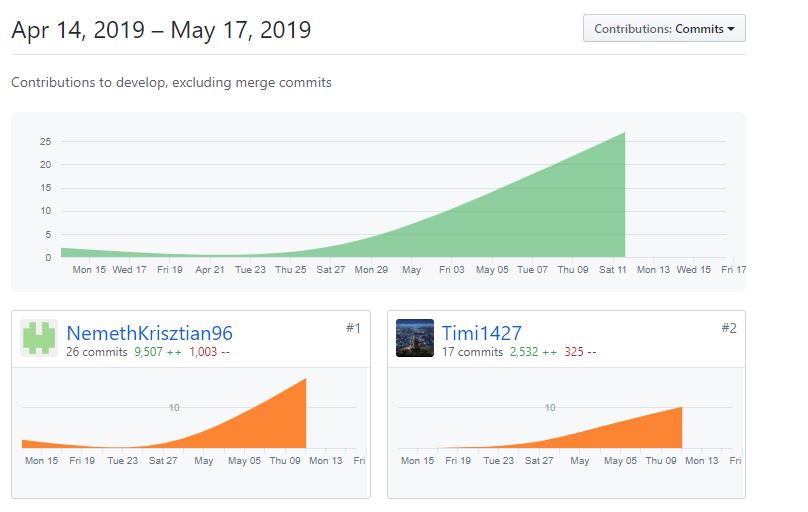 Apr 14, 2019 – May 17, 2019
Contributions: Commits
Contributions to develop, excluding merge commits
25
20
15
10
5
0
Mon 15 Wed 17 Fri 19 Apr 21 Tue 23 Thu 25 Sat 27 Mon 29 May Fri 03 May 05 Tue 07 Thu 09 Sat 11 Mon 13 Wed 15 Fri 17
NemethKrisztian96 #1
26 commits 9,507 ++ 1,003 --
10
Mon 15 Fri 19 Tue 23 Sat 27 May May 05 Thu 09 Mon 13 Fri
Timi1427 #2
17 commits 2,532 ++ 325 --
10
Mon 15 Fri 19 Tue 23 Sat 27 May May 05 Thu 09 Mon 13 Fri